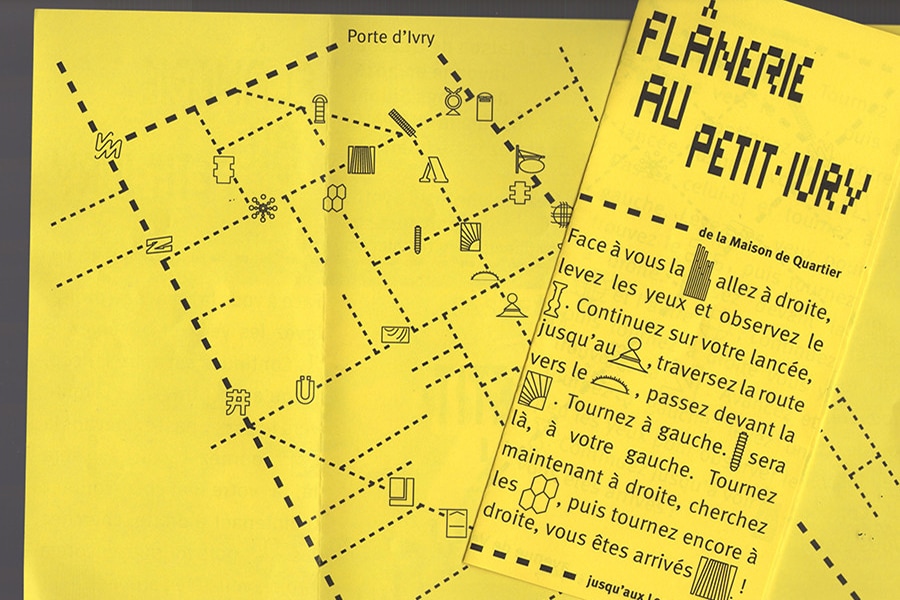 Porte d'Ivry
FLÂNERIE
AU
PETIT-IVRY
de la Maison de Quartier
Face à vous la allez à droite,
levez les yeux et observez le
. Continuez sur votre lancée,
jusqu'au , traversez la route
vers le , passez devant la
. Tournez à gauche. sera
là, à votre gauche. Tournez
maintenant à droite, cherchez
les , puis tournez encore à
droite, vous êtes arrivés !
jusqu'aux